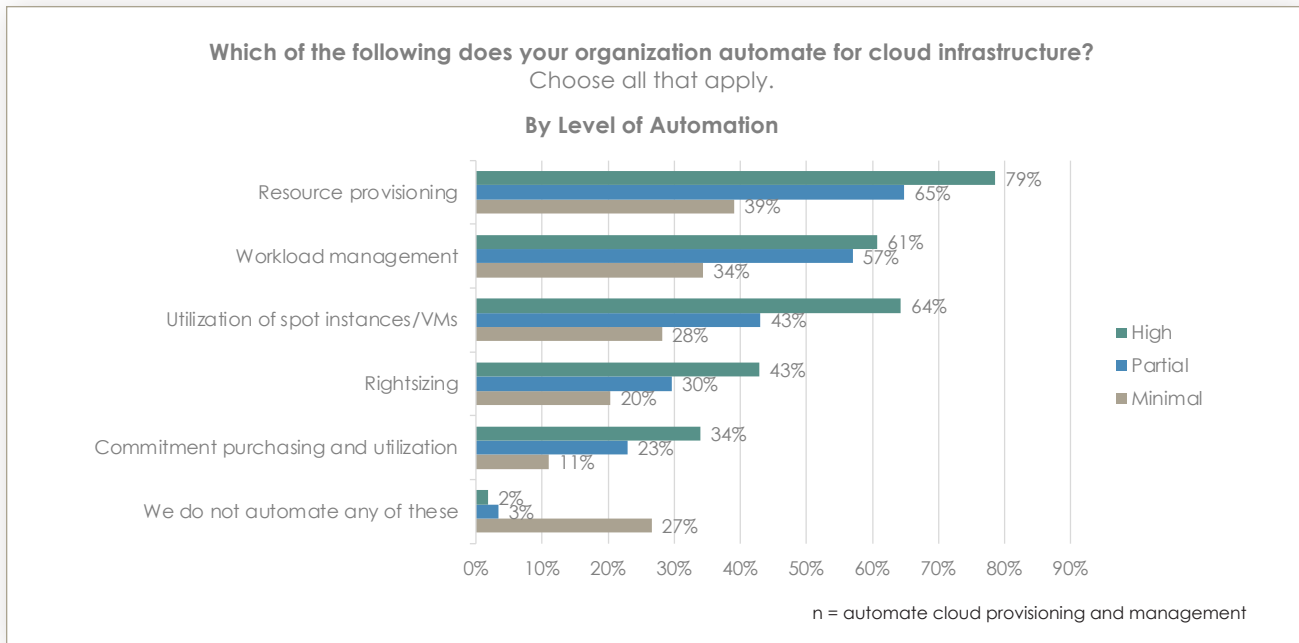 Which of the following does your organization automate for cloud infrastructure?
Choose all that apply.
By Level of Automation
Resource provisioning
79%
65%
39%
Workload management
61%
57%
34%
Utilization of spot instances/VMs
64%
43%
28%
Rightsizing
43%
30%
20%
Commitment purchasing and utilization
34%
23%
11%
We do not automate any of these
2%
3%
27%
0% 10% 20% 30% 40% 50% 60% 70% 80% 90%
High
Partial
Minimal
n = automate cloud provisioning and management